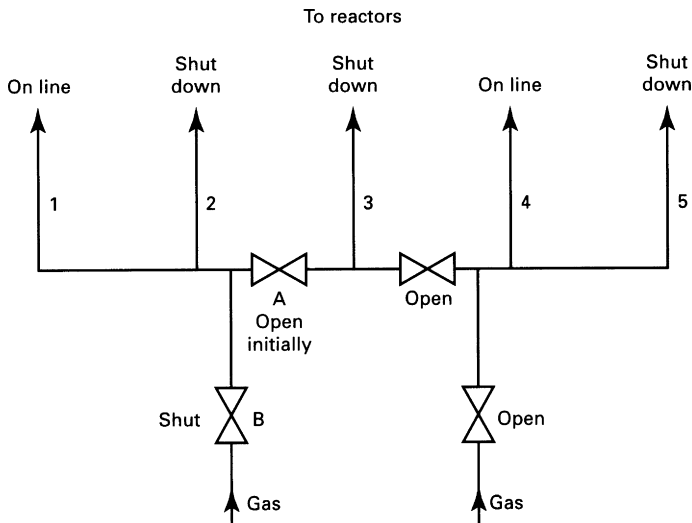 To reactors
On line
Shut
down
Shut
down
On line
Shut
down
1
2
3
4
5
A
Open
initially
Open
Shut
B
Open
Gas
Gas